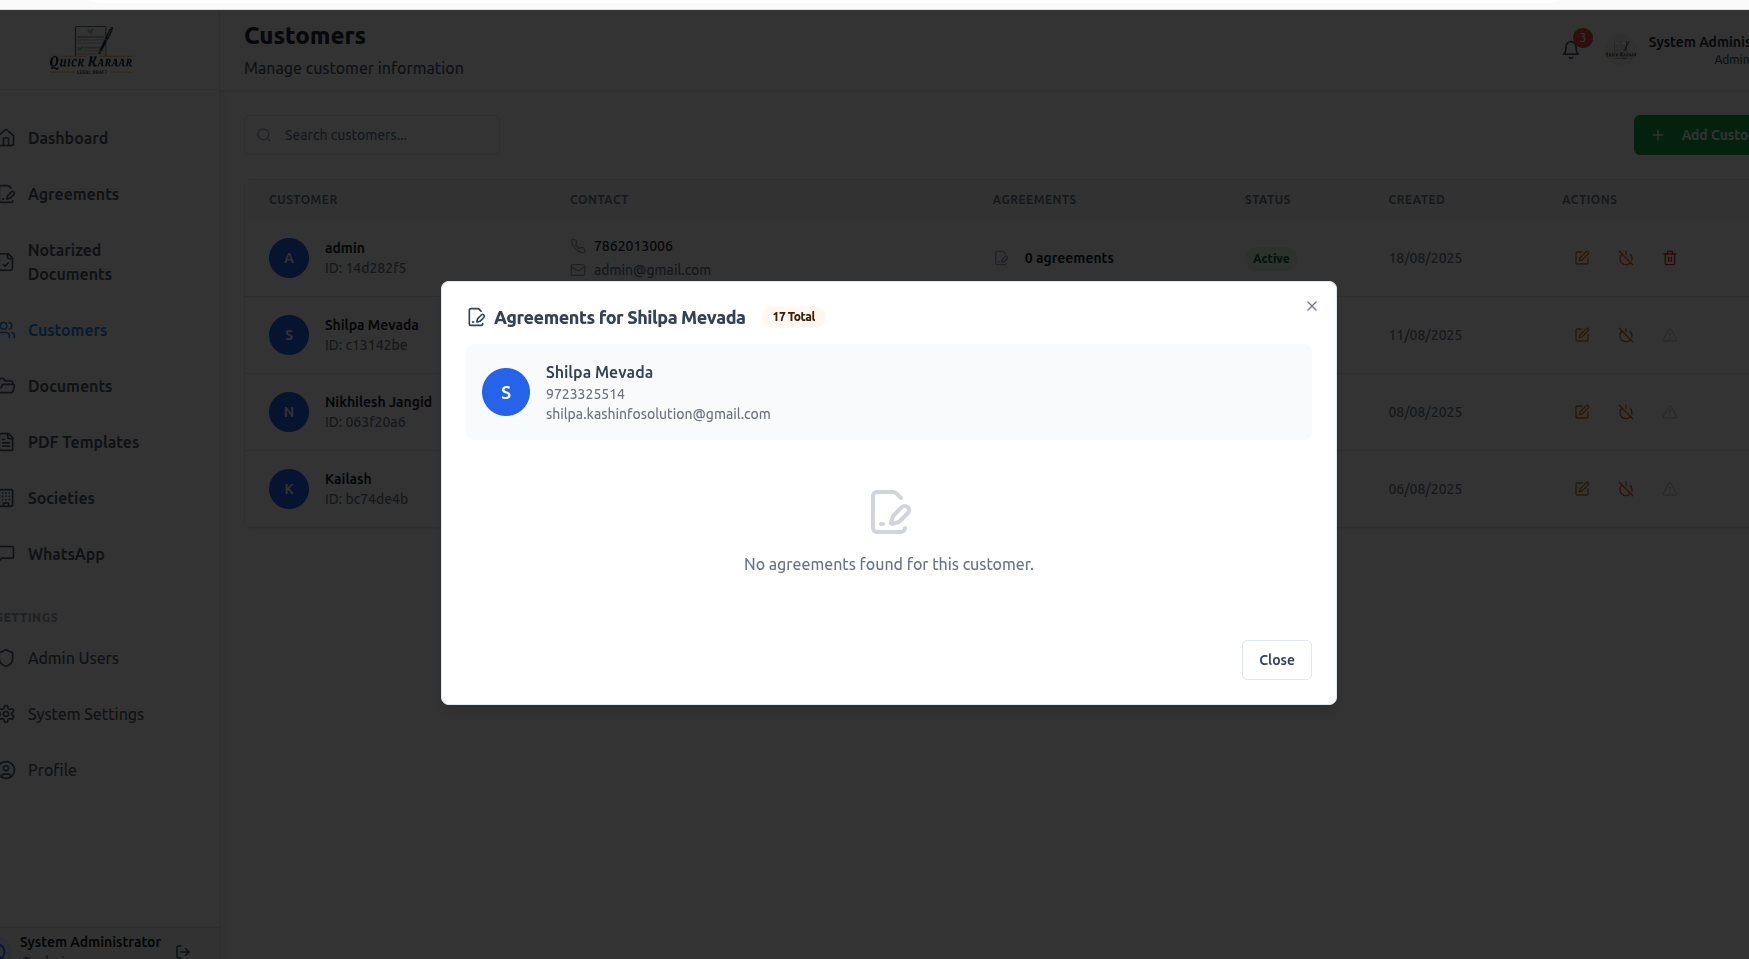 QUICK KARAAR
LEGAL DRAFT
Customers
Manage customer information
3
System Adminis
Admin
Dashboard
Agreements
Notarized
Documents
Customers
Documents
PDF Templates
Societies
WhatsApp
SETTINGS
Admin Users
System Settings
Profile
System Administrator
Search customers...
+ Add Custo
CUSTOMER CONTACT AGREEMENTS STATUS CREATED ACTIONS
A admin 7862013006 0 agreements Active 18/08/2025
ID: 14d282f5 admin@gmail.com
S Shilpa Mevada 11/08/2025
ID: c13142be
N Nikhilesh Jangid 08/08/2025
ID: 063f20a6
K Kailash 06/08/2025
ID: bc74de4b
Agreements for Shilpa Mevada 17 Total
S
Shilpa Mevada
9723325514
shilpa.kashinfosolution@gmail.com
No agreements found for this customer.
Close